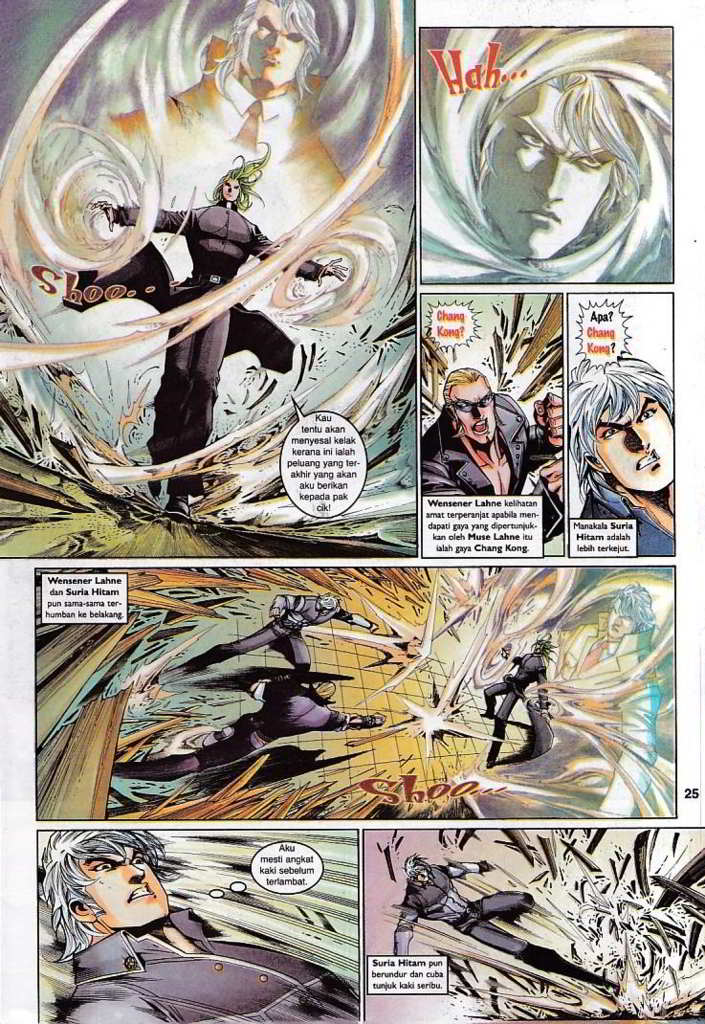 Shoo...
Kau
tentu akan
menyesal kelak
kerana ini ialah
peluang yang ter-
akhir yang akan
aku berikan
kepada pak
cik!
Hah...
Chang
Kong?
Wensener Lahne kelihatan
amat terperanjat apabila men-
dapati gaya yang dipertunjuk-
kan oleh Muse Lahne itu
ialah gaya Chang Kong.
Apa?
Chang
Kong?
Manakala Suria
Hitam adalah
lebih terkejut.
Wensener Lahne
dan Suria Hitam
pun sama-sama ter-
humban ke belakang.
Shoo...
25
Aku
mesti angkat
kaki sebelum
terlambat.
Suria Hitam pun
berundur dan cuba
tunjuk kaki seribu.